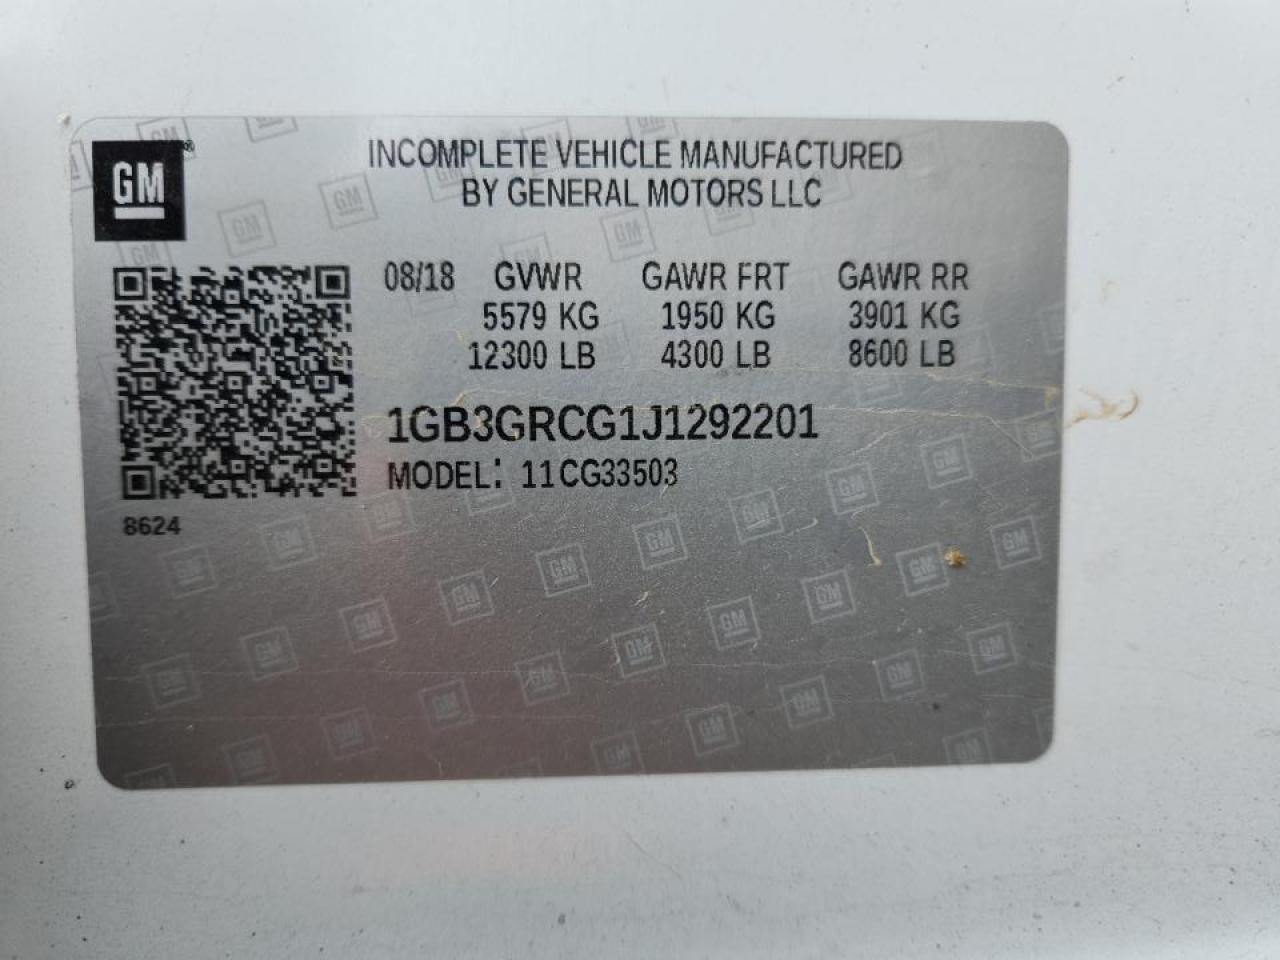 GM
INCOMPLETE VEHICLE MANUFACTURED
BY GENERAL MOTORS LLC
08/18 GVWR GAWR FRT GAWR RR
5579 KG 1950 KG 3901 KG
12300 LB 4300 LB 8600 LB
1GB3GRCG1J1292201
MODEL: 11CG33503
8624